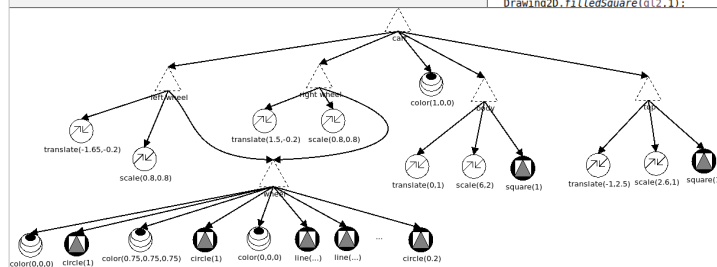 Drawing2D.filledSquare(gl2,1);
car
left wheel
right wheel
color(1,0,0)
body
top
translate(-1.65,-0.2)
scale(0.8,0.8)
translate(1.5,-0.2)
scale(0.8,0.8)
translate(0,1)
scale(6,2)
square(1)
translate(-1,2.5)
scale(2.6,1)
square(
wheel
color(0,0,0)
circle(1)
color(0.75,0.75,0.75)
circle(1)
color(0,0,0)
line(...)
line(...)
...
circle(0.2)